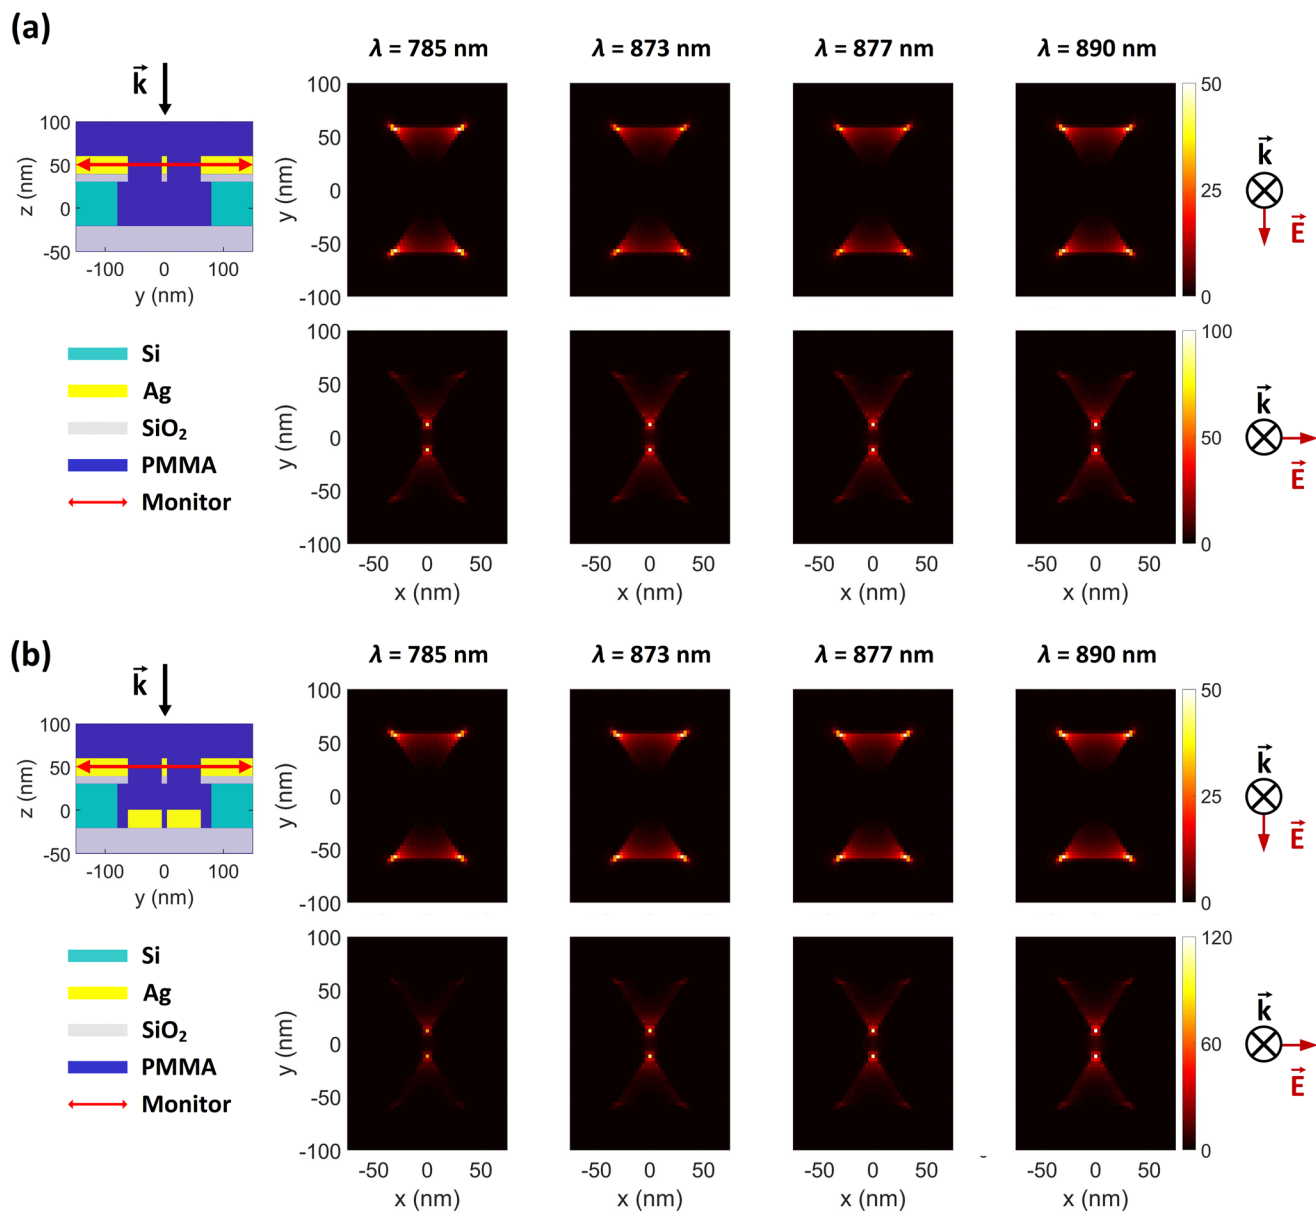 (a)
λ = 785 nm
λ = 873 nm
λ = 877 nm
λ = 890 nm
k⃗
100
50
0
-50
z (nm)
-100 0 100
y (nm)
100
50
0
-50
-100
y (nm)
50
25
0
k⃗
E⃗
Si
Ag
SiO₂
PMMA
Monitor
100
50
0
-50
-100
y (nm)
-50 0 50
x (nm)
-50 0 50
x (nm)
-50 0 50
x (nm)
-50 0 50
x (nm)
100
50
0
k⃗
E⃗
(b)
λ = 785 nm
λ = 873 nm
λ = 877 nm
λ = 890 nm
k⃗
100
50
0
-50
z (nm)
-100 0 100
y (nm)
100
50
0
-50
-100
y (nm)
50
25
0
k⃗
E⃗
Si
Ag
SiO₂
PMMA
Monitor
100
50
0
-50
-100
y (nm)
-50 0 50
x (nm)
-50 0 50
x (nm)
-50 0 50
x (nm)
-50 0 50
x (nm)
120
60
0
k⃗
E⃗